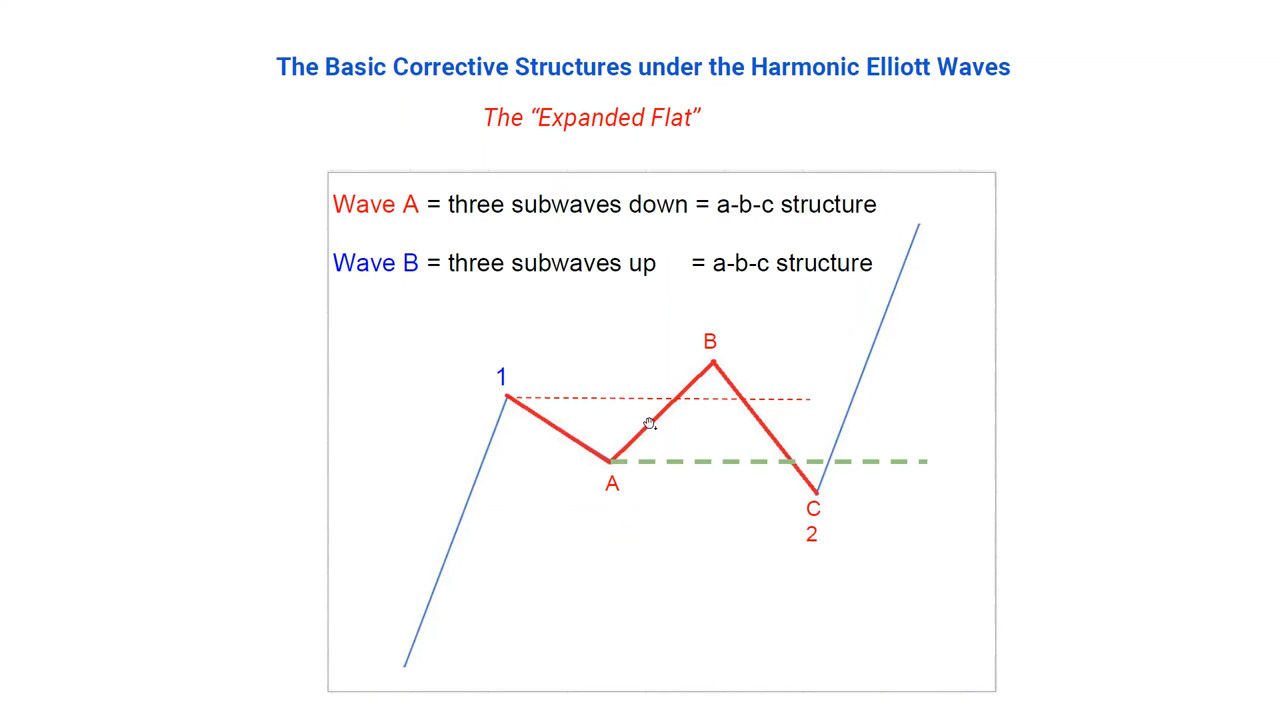 The Basic Corrective Structures under the Harmonic Elliott Waves
The “Expanded Flat”
Wave A = three subwaves down = a-b-c structure
Wave B = three subwaves up = a-b-c structure
B
1
A
C
2